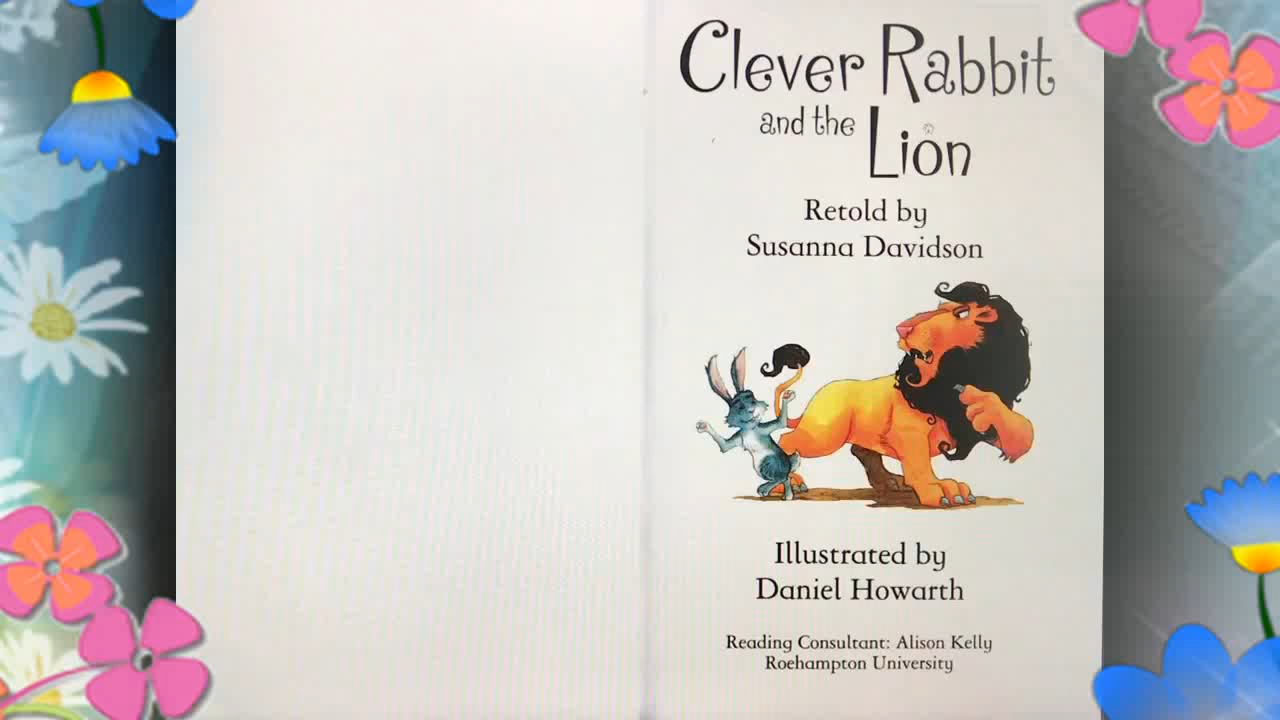 Clever Rabbit
and the Lion
Retold by
Susanna Davidson
Illustrated by
Daniel Howarth
Reading Consultant: Alison Kelly
Roehampton University